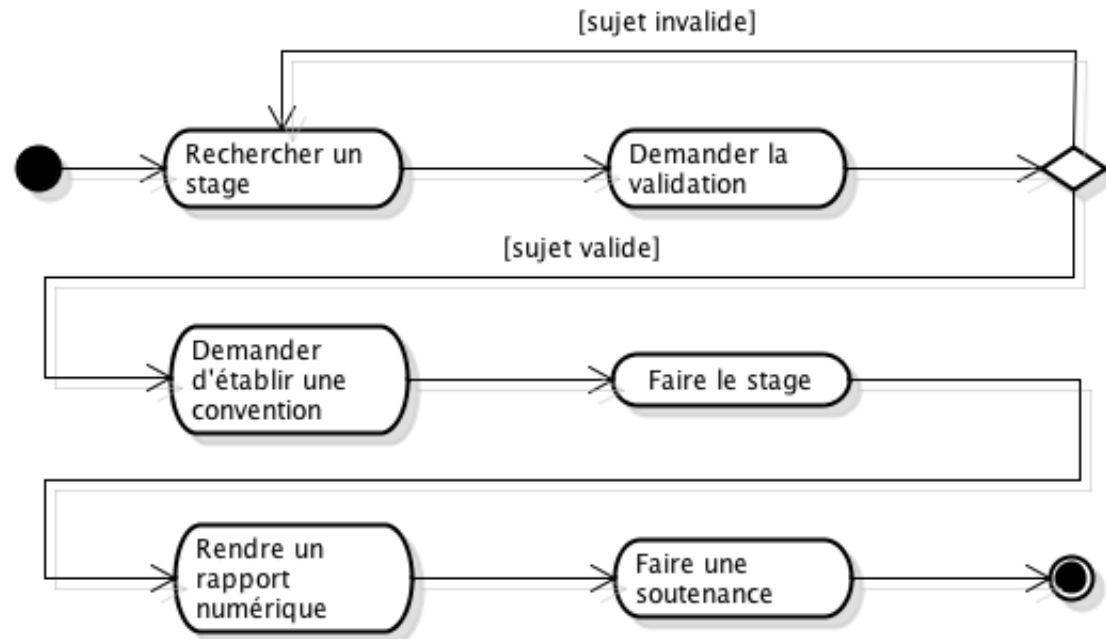 [sujet invalide]
Rechercher un
stage
Demander la
validation
[sujet valide]
Demander
d'établir une
convention
Faire le stage
Rendre un
rapport
numérique
Faire une
soutenance